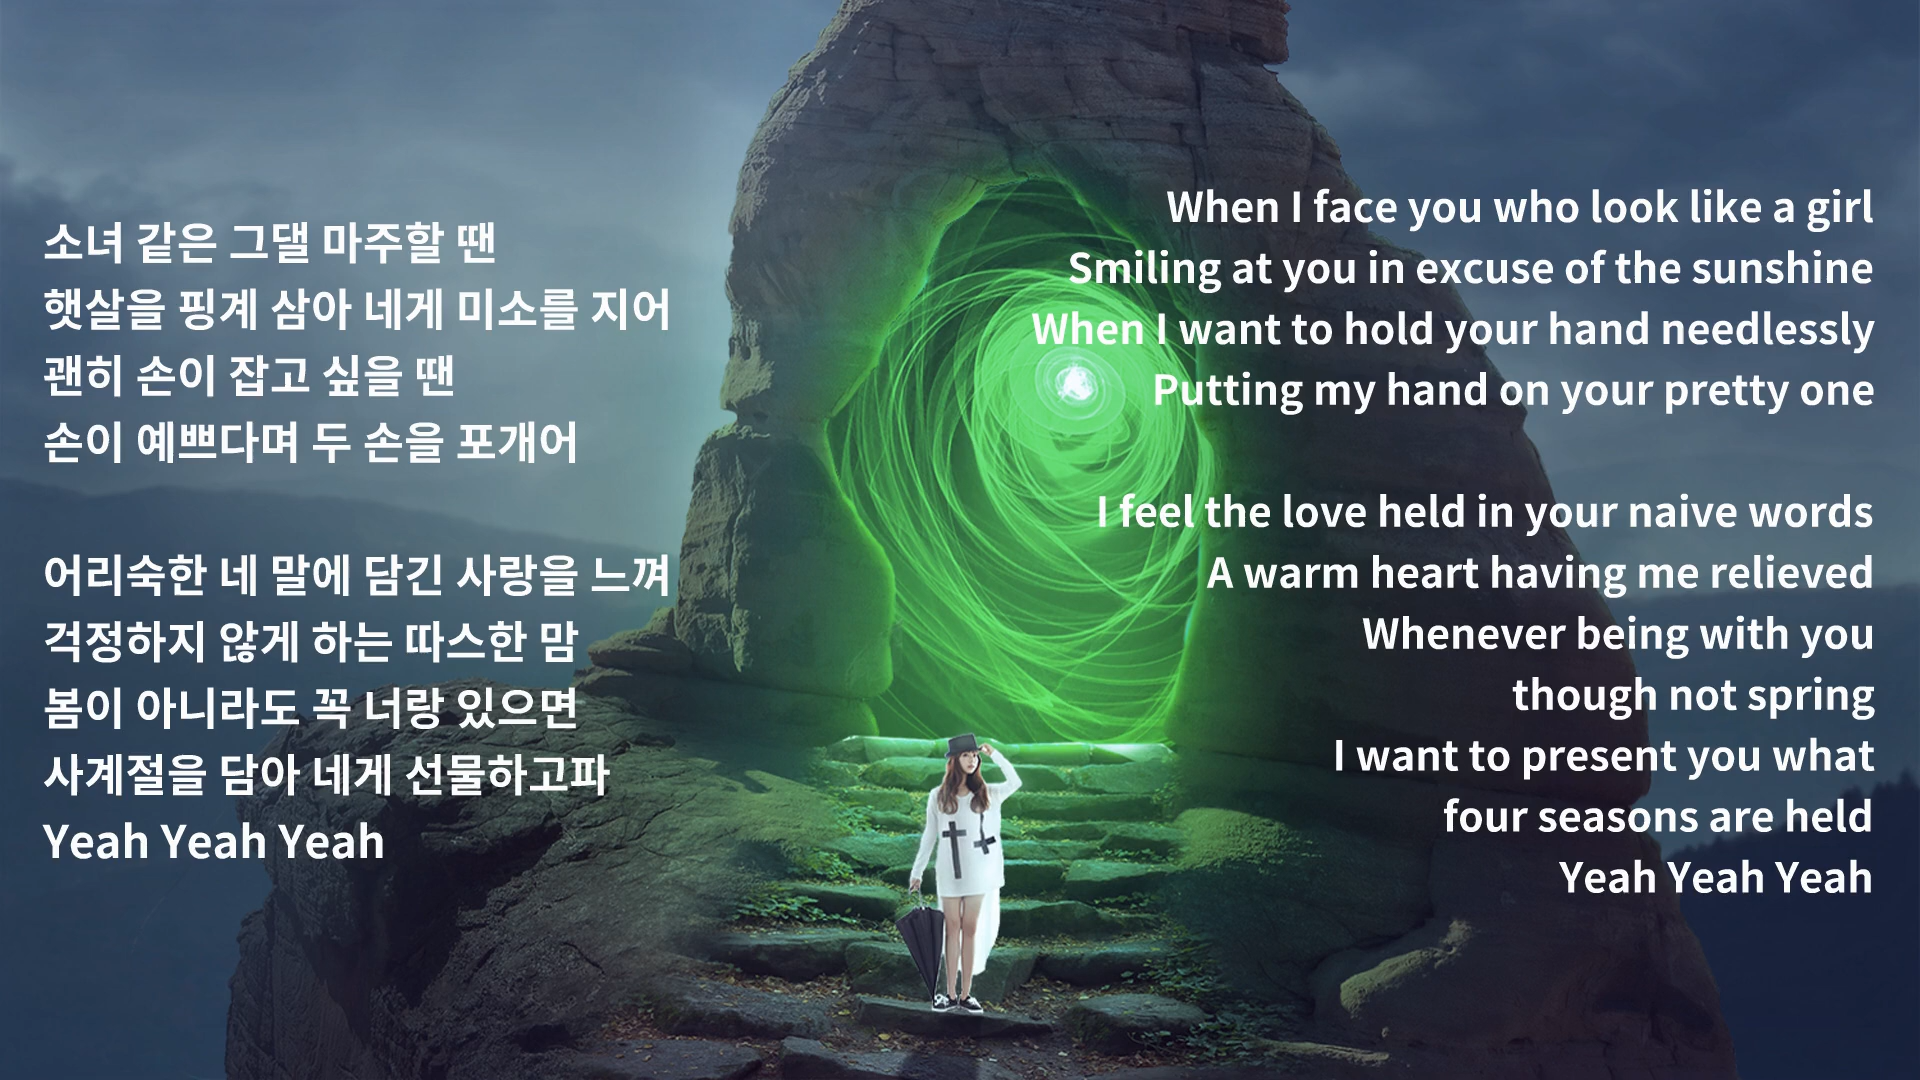 소녀 같은 그댈 마주할 땐
햇살을 핑계 삼아 네게 미소를 지어
괜히 손이 잡고 싶을 땐
손이 예쁘다며 두 손을 포개어
어리숙한 네 말에 담긴 사랑을 느껴
걱정하지 않게 하는 따스한 맘
봄이 아니라도 꼭 너랑 있으면
사계절을 담아 네게 선물하고파
Yeah Yeah Yeah
When I face you who look like a girl
Smiling at you in excuse of the sunshine
When I want to hold your hand needlessly
Putting my hand on your pretty one
I feel the love held in your naive words
A warm heart having me relieved
Whenever being with you
though not spring
I want to present you what
four seasons are held
Yeah Yeah Yeah